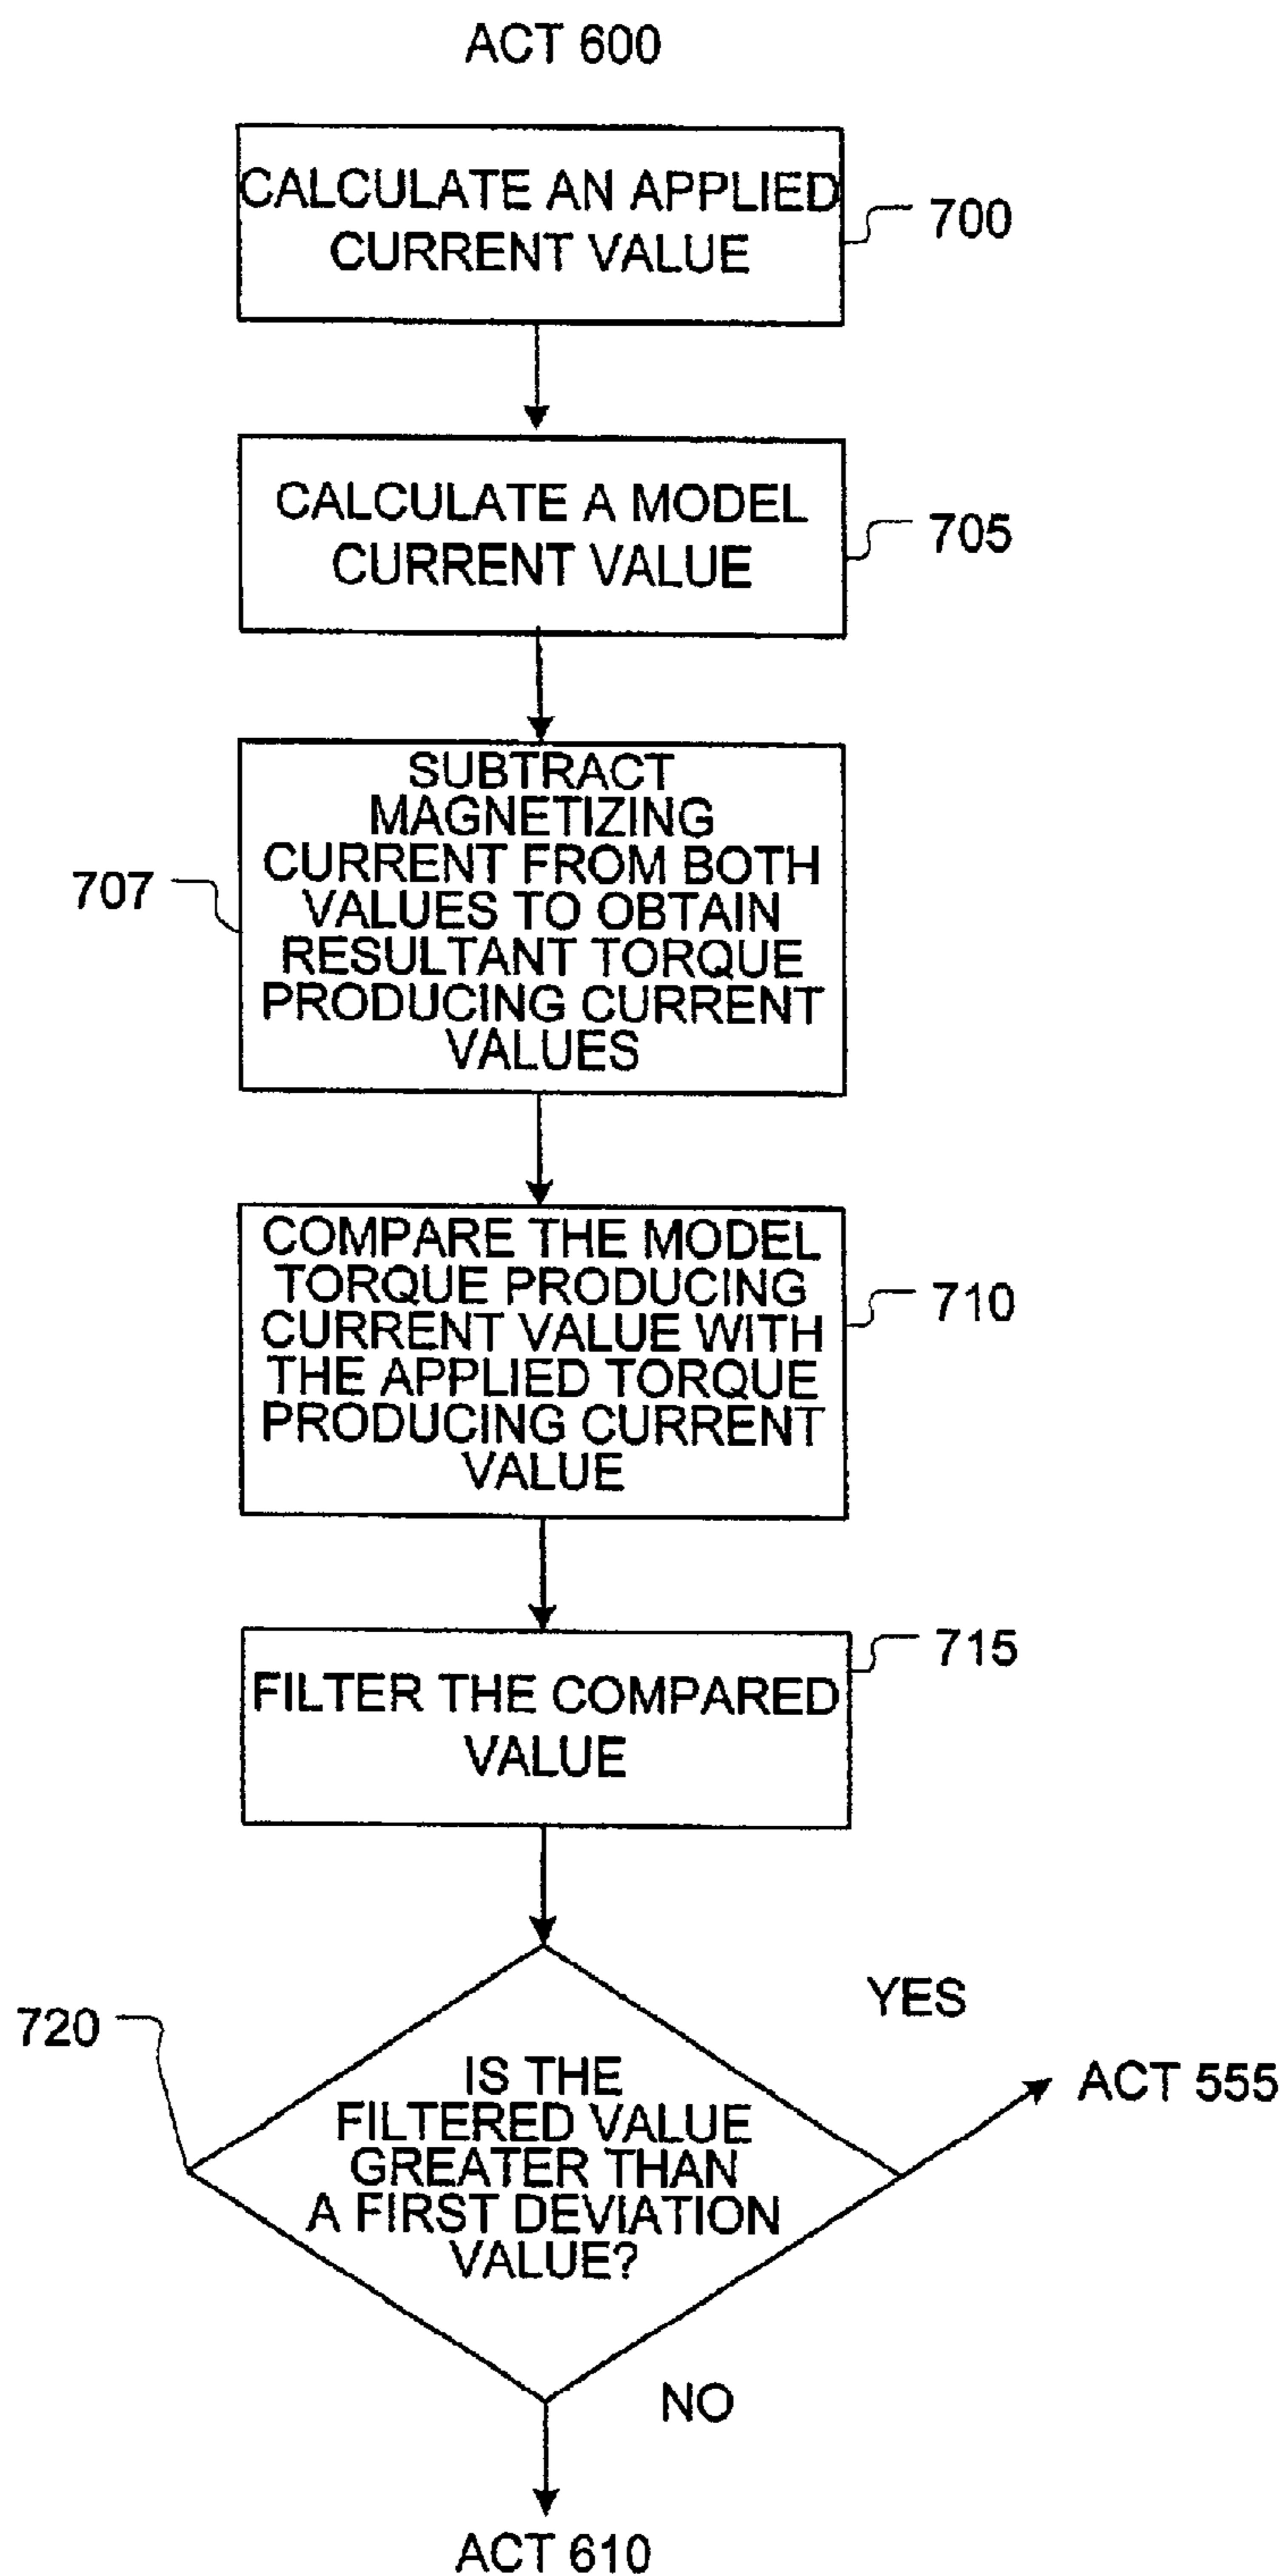 ACT 600
CALCULATE AN APPLIED
CURRENT VALUE
700
CALCULATE A MODEL
CURRENT VALUE
705
SUBTRACT
MAGNETIZING
CURRENT FROM BOTH
VALUES TO OBTAIN
RESULTANT TORQUE
PRODUCING CURRENT
VALUES
707
COMPARE THE MODEL
TORQUE PRODUCING
CURRENT VALUE WITH
THE APPLIED TORQUE
PRODUCING CURRENT
VALUE
710
FILTER THE COMPARED
VALUE
715
720
IS THE
FILTERED VALUE
GREATER THAN
A FIRST DEVIATION
VALUE?
YES
ACT 555
NO
ACT 610